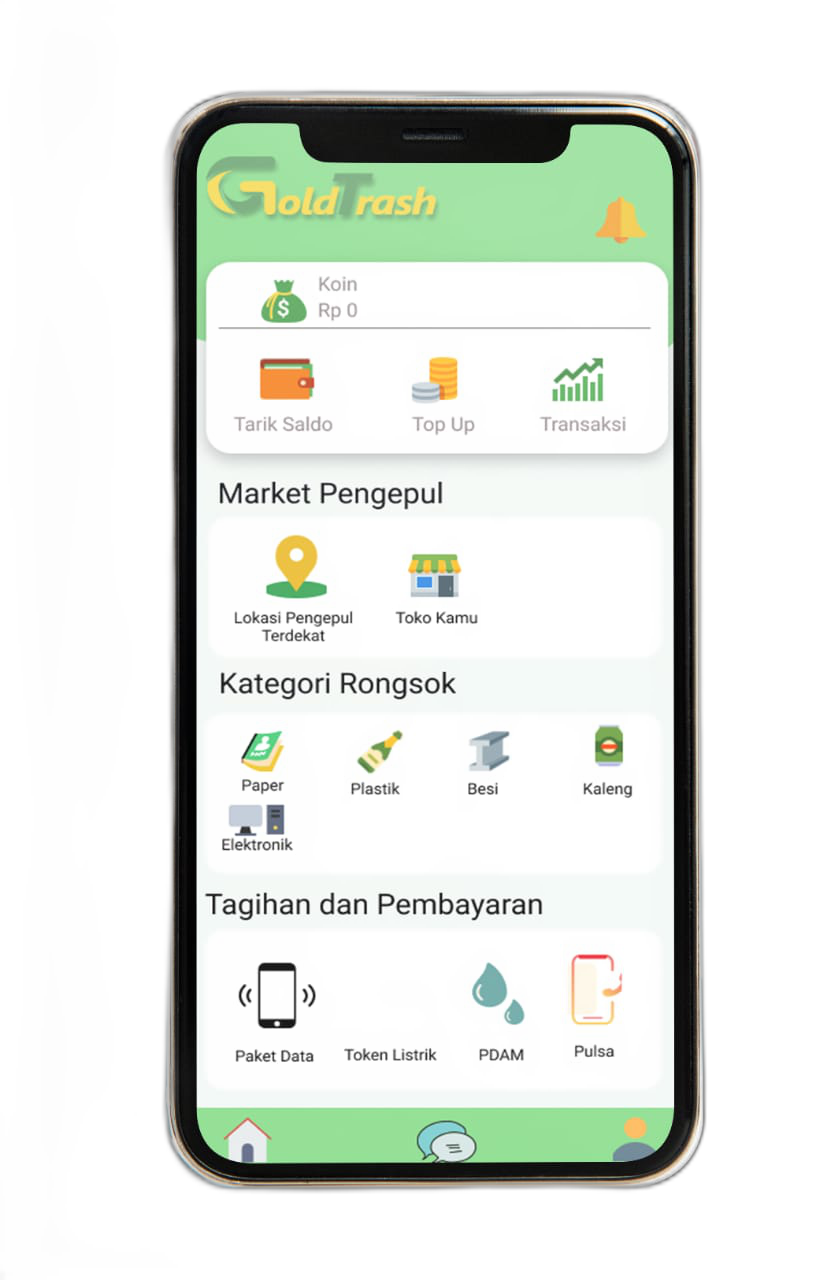 GoldTrash
Koin
Rp 0
$
Tarik Saldo
Top Up
Transaksi
Market Pengepul
Lokasi Pengepul
Terdekat
Toko Kamu
Kategori Rongsok
Paper
Plastik
Besi
Kaleng
Elektronik
Tagihan dan Pembayaran
Paket Data
Token Listrik
PDAM
Pulsa